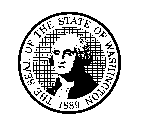 THE SEAL OF THE STATE OF WASHINGTON
1889